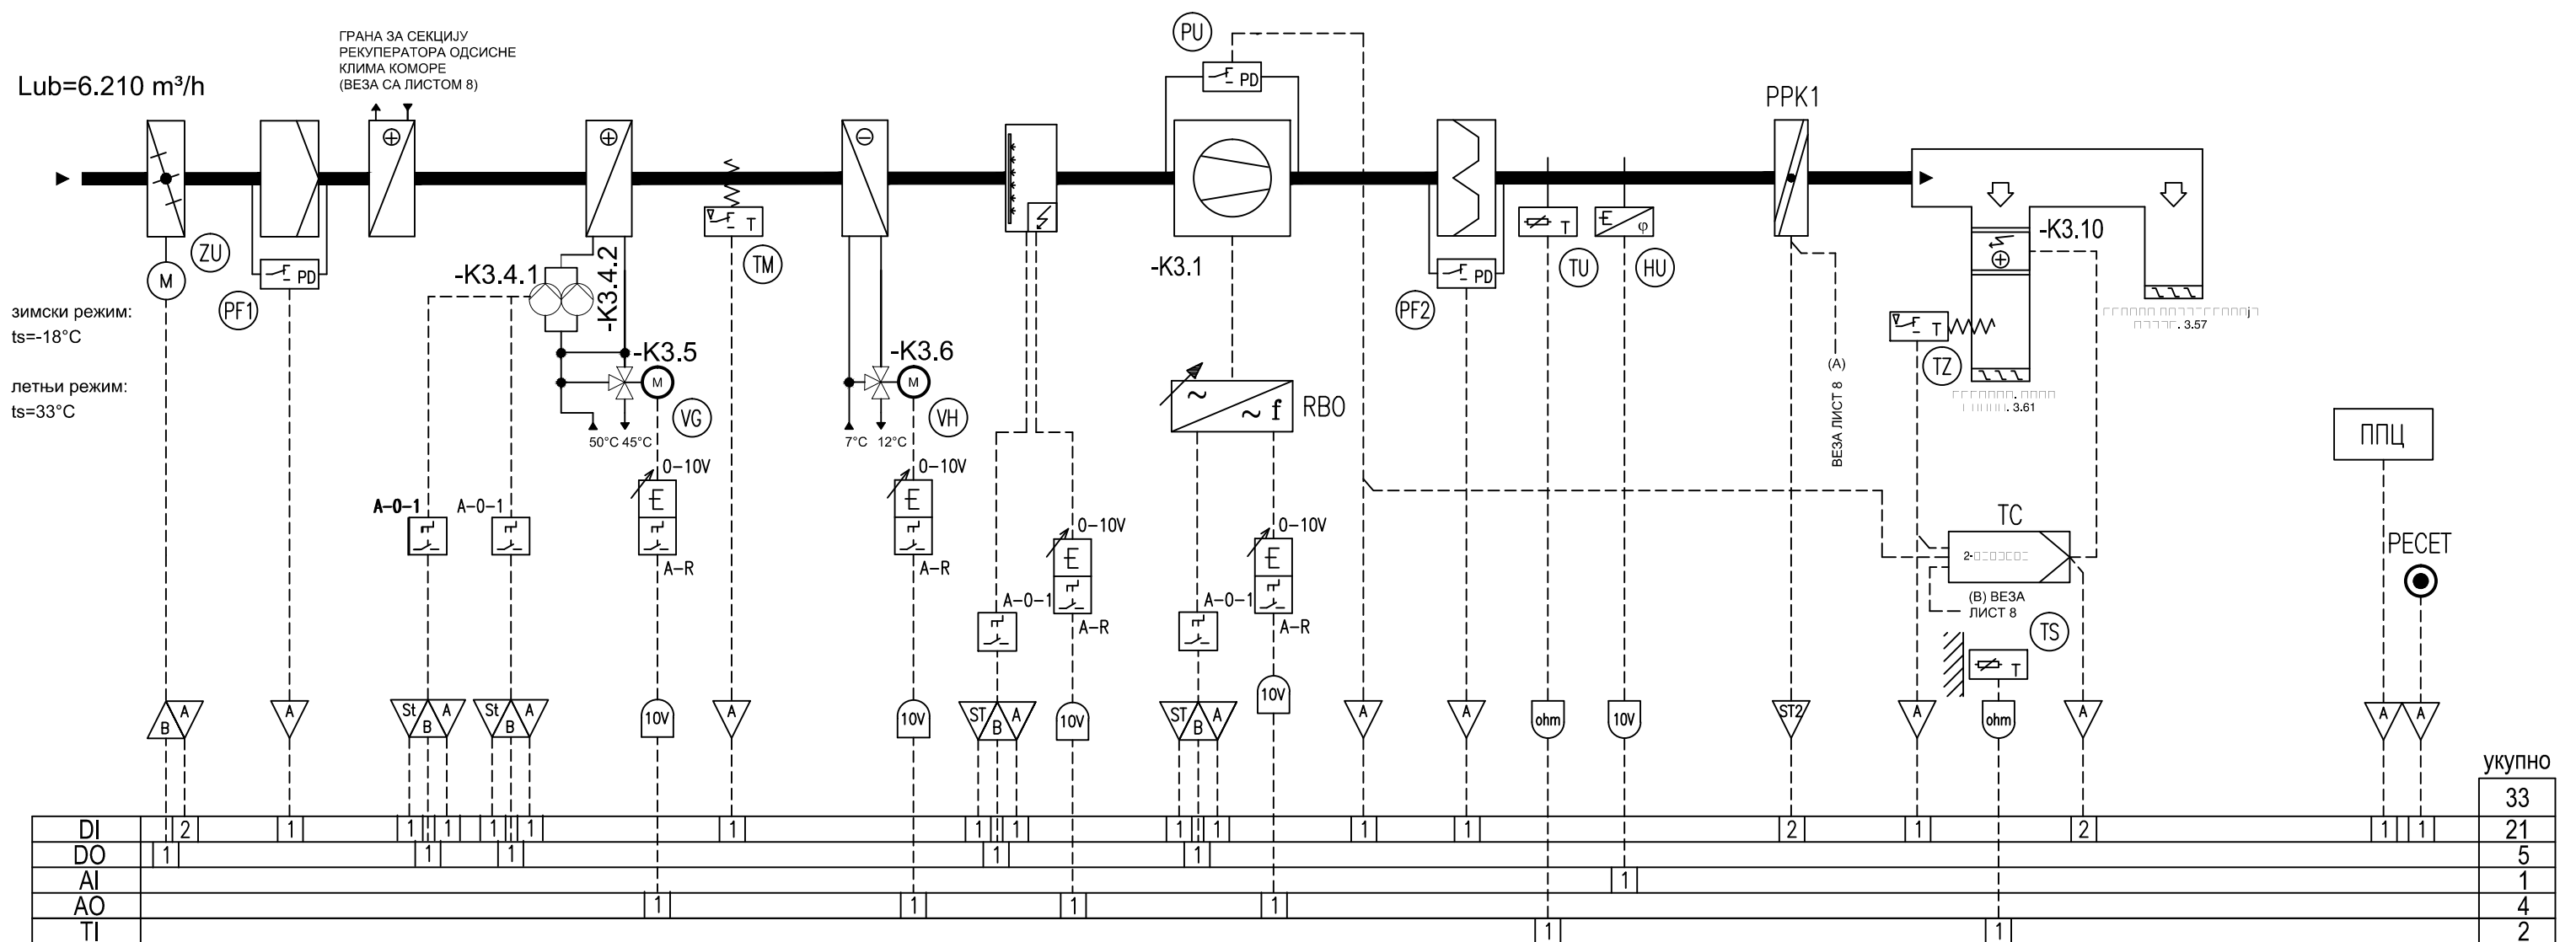 ГРАНА ЗА СЕКЦИЈУ
РЕКУПЕРАТОРА ОДСИСНЕ
КЛИМА КОМОРЕ
(ВЕЗА СА ЛИСТОМ 8)
Lub=6.210 m³/h
PU
PD
PPK1
ZU
M
PD
PF1
-K3.4.1
-K3.4.2
T
TM
-K3.1
PD
PF2
T
TU
E
φ
HU
-K3.10
3.57
зимски режим:
ts=-18°C
летњи режим:
ts=33°C
-K3.5
M
VG
50°C 45°C
-K3.6
M
VH
7°C 12°C
~
~ f
RBO
(A)
ВЕЗА ЛИСТ 8
T
TZ
3.61
ППЦ
A-0-1
A-0-1
0-10V
E
A-R
0-10V
E
A-R
A-0-1
0-10V
E
A-R
A-0-1
0-10V
E
A-R
TC
2-
(B) ВЕЗА
ЛИСТ 8
TS
T
РЕСЕТ
B A
A
St B A
St B A
10V
A
10V
ST B A
10V
ST B A
10V
A
A
ohm
10V
ST2
A
ohm
A
A A
укупно
33
DI 2 1 1 1 1 1 1 1 1 1 1 1 1 2 1 2 1 1 21
DO 1 1 1 1 1 5
AI 1 1
AO 1 1 1 1 4
TI 1 1 2